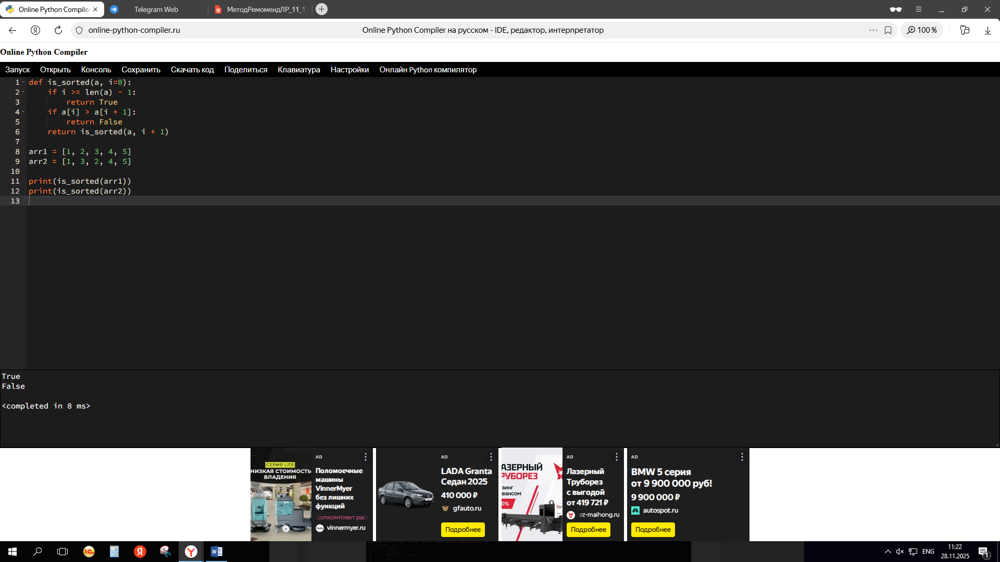 Online Python Compiler
Telegram Web
МетодРемомендЛР_11_1
online-python-compiler.ru
Online Python Compiler на русском - IDE, редактор, интерпретатор
100 %
Online Python Compiler
Запуск Открыть Консоль Сохранить Скачать код Поделиться Клавиатура Настройки Онлайн Python компилятор
1 def is_sorted(a, i=0):
2     if i >= len(a) - 1:
3         return True
4     if a[i] > a[i + 1]:
5         return False
6     return is_sorted(a, i + 1)
7
8 arr1 = [1, 2, 3, 4, 5]
9 arr2 = [1, 3, 2, 4, 5]
10
11 print(is_sorted(arr1))
12 print(is_sorted(arr2))
13
True
False
<completed in 8 ms>
СЕРИЯ LiTE
НИЗКАЯ СТОИМОСТЬ
ВЛАДЕНИЯ
AD
Поломоечные
машины
VinnerMyer
без лишних
функций
Допкомплект рас
vinnermyer.ru
AD
LADA Granta
Седан 2025
410 000 ₽
gfauto.ru
Подробнее
АЗЕРНЫЙ
РУБОРЕЗ
зинг
авансом
0%
AD
Лазерный
Труборез
с выгодой
от 419 721 ₽
ez-maihong.ru
Подробнее
AD
BMW 5 серия
от 9 900 000 руб!
9 900 000 ₽
autospot.ru
Подробнее
ENG
11:22
28.11.2025
1